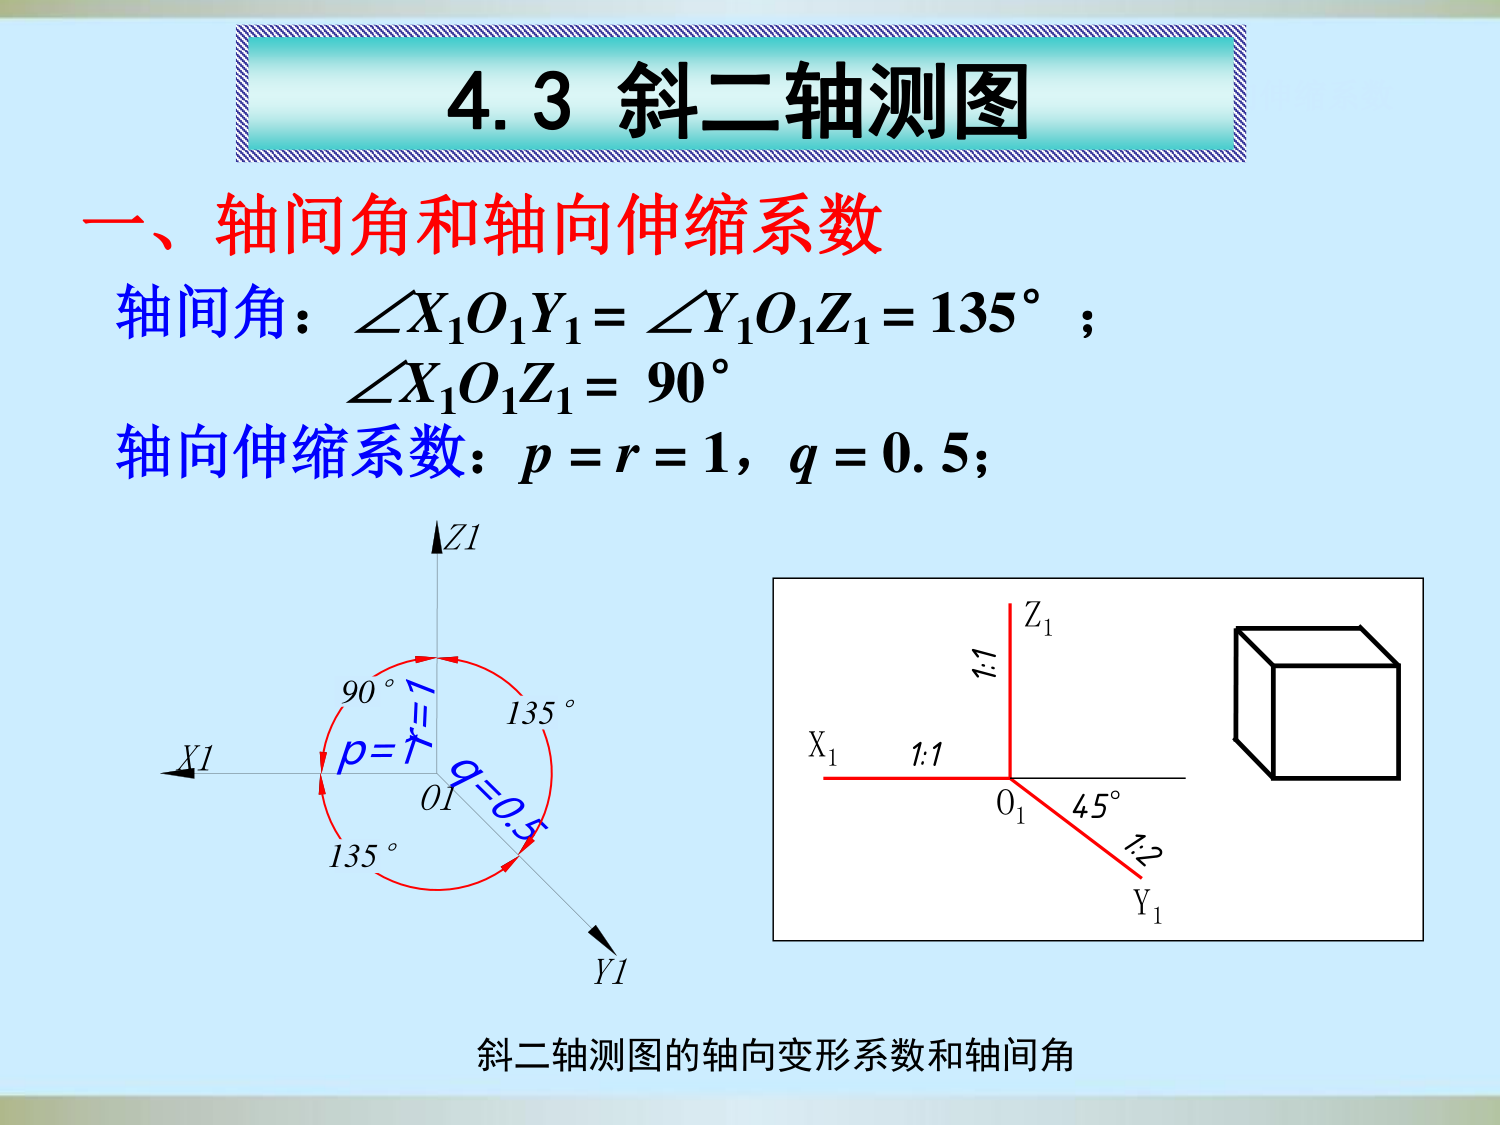 4.3 斜二轴测图
一、轴间角和轴向伸缩系数
轴间角：∠X₁O₁Y₁ = ∠Y₁O₁Z₁ = 135°；
∠X₁O₁Z₁ = 90°
轴向伸缩系数：p = r = 1，q = 0.5；
Z1
90°
r=1
135°
X1
p=1
O1
q=0.5
135°
Y1
Z₁
1:1
X₁
1:1
O₁
45°
1:2
Y₁
斜二轴测图的轴向变形系数和轴间角